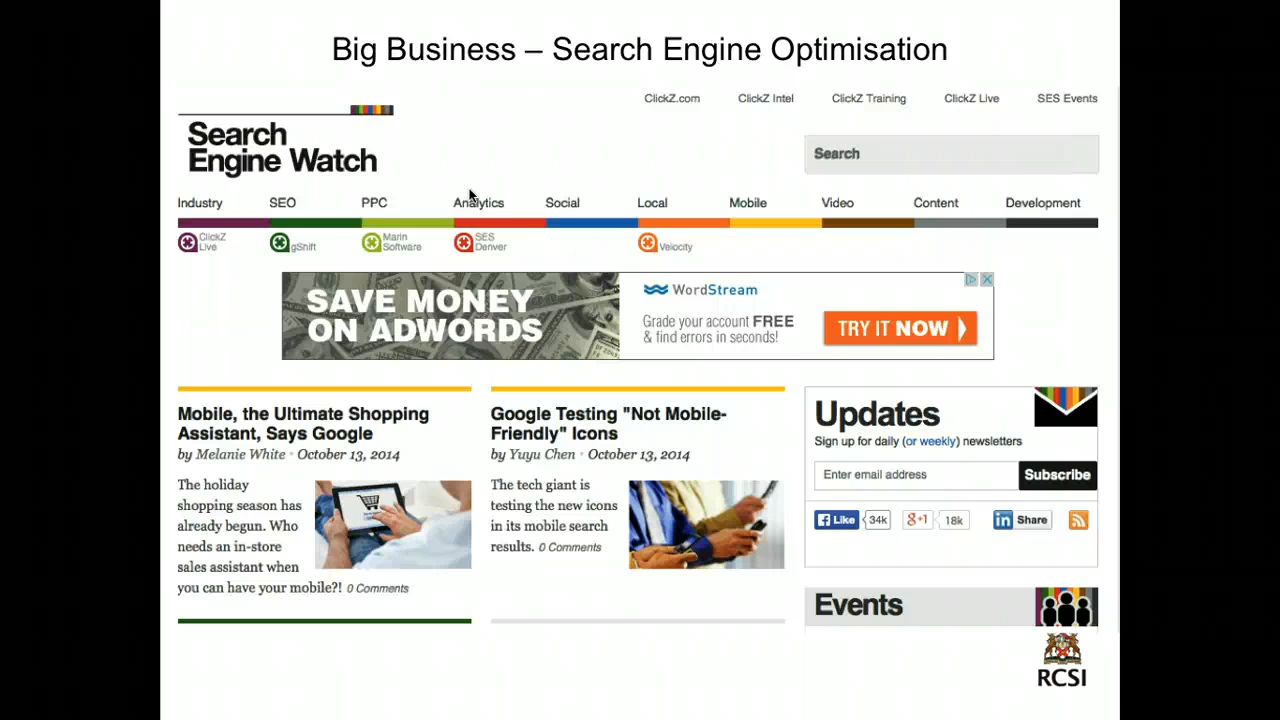 Big Business – Search Engine Optimisation
ClickZ.com ClickZ Intel ClickZ Training ClickZ Live SES Events
Search
Engine Watch
Search
Industry SEO PPC Analytics Social Local Mobile Video Content Development
ClickZ
Live
gShift
Marin
Software
SES
Denver
Velocity
SAVE MONEY
ON ADWORDS
WordStream
Grade your account FREE
& find errors in seconds!
TRY IT NOW
Mobile, the Ultimate Shopping
Assistant, Says Google
by Melanie White • October 13, 2014
The holiday
shopping season has
already begun. Who
needs an in-store
sales assistant when
you can have your mobile?! 0 Comments
Google Testing "Not Mobile-
Friendly" Icons
by Yuyu Chen • October 13, 2014
The tech giant is
testing the new icons
in its mobile search
results. 0 Comments
Updates
Sign up for daily (or weekly) newsletters
Enter email address Subscribe
Like 34k g+1 18k in Share
Events
RCSI